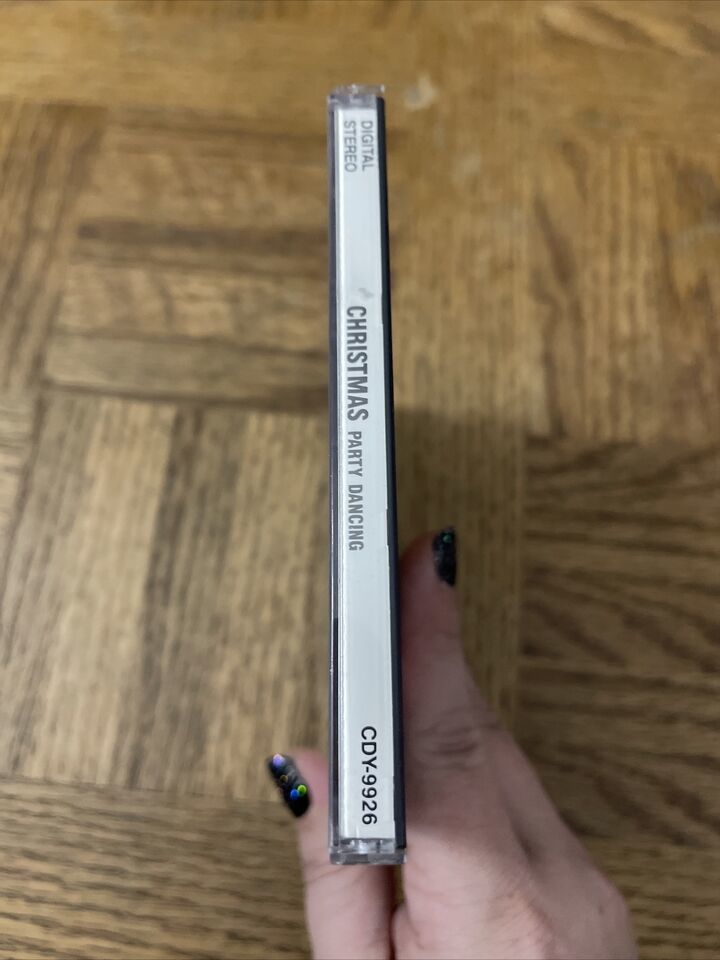 DIGITAL
STEREO
CHRISTMAS PARTY DANCING
CDY-9926